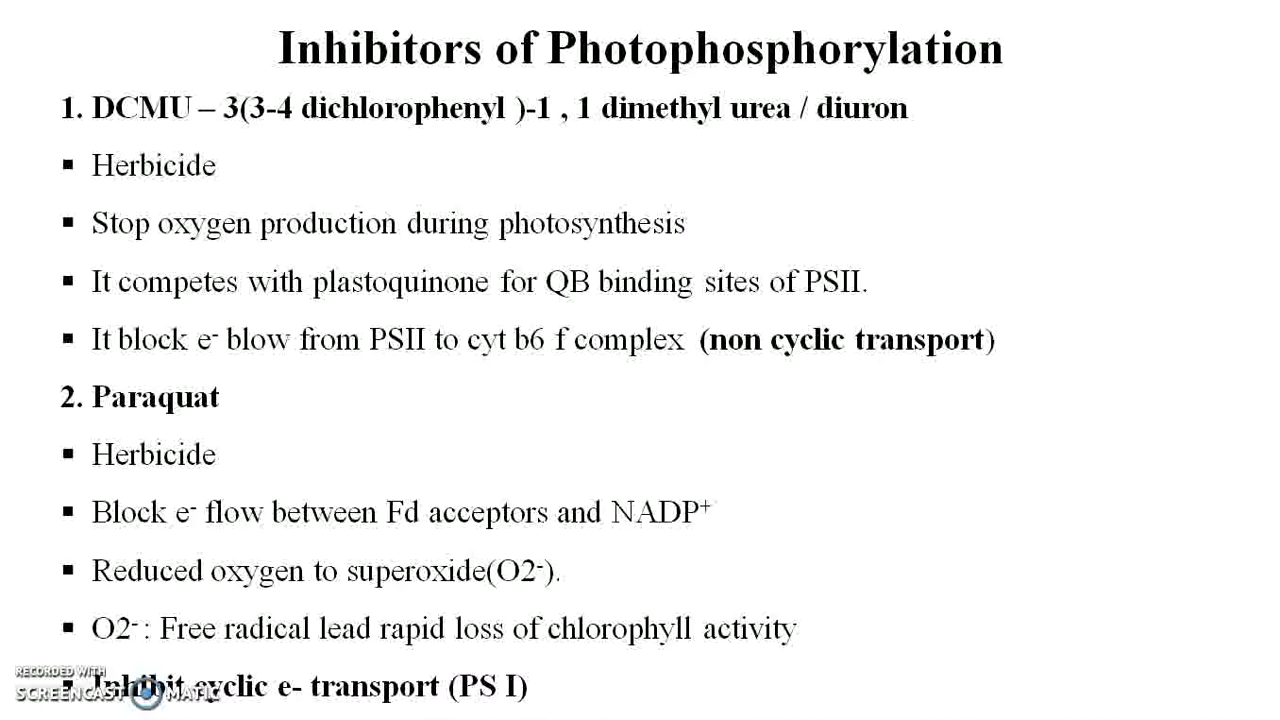 Inhibitors of Photophosphorylation
1. DCMU – 3(3-4 dichlorophenyl )-1 , 1 dimethyl urea / diuron
▪ Herbicide
▪ Stop oxygen production during photosynthesis
▪ It competes with plastoquinone for QB binding sites of PSII.
▪ It block e⁻ blow from PSII to cyt b6 f complex (non cyclic transport)
2. Paraquat
▪ Herbicide
▪ Block e⁻ flow between Fd acceptors and NADP⁺
▪ Reduced oxygen to superoxide(O2⁻).
▪ O2⁻ : Free radical lead rapid loss of chlorophyll activity
RECORDED WITH
SCREENCAST MATIC
▪ Inhibit cyclic e- transport (PS I)